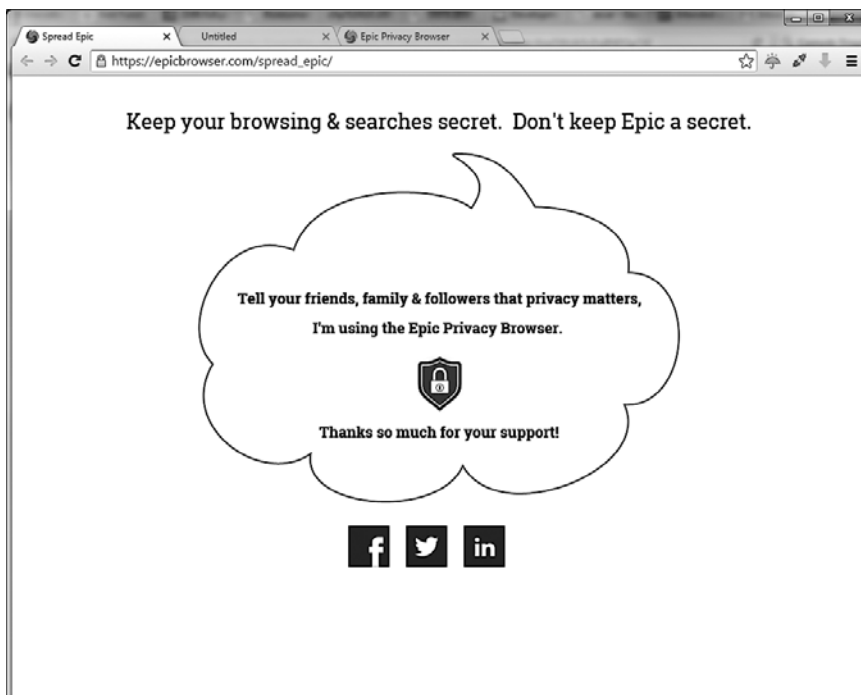 Spread Epic
Untitled
Epic Privacy Browser
https://epicbrowser.com/spread_epic/
Keep your browsing & searches secret. Don't keep Epic a secret.
Tell your friends, family & followers that privacy matters,
I'm using the Epic Privacy Browser.
Thanks so much for your support!
f
in